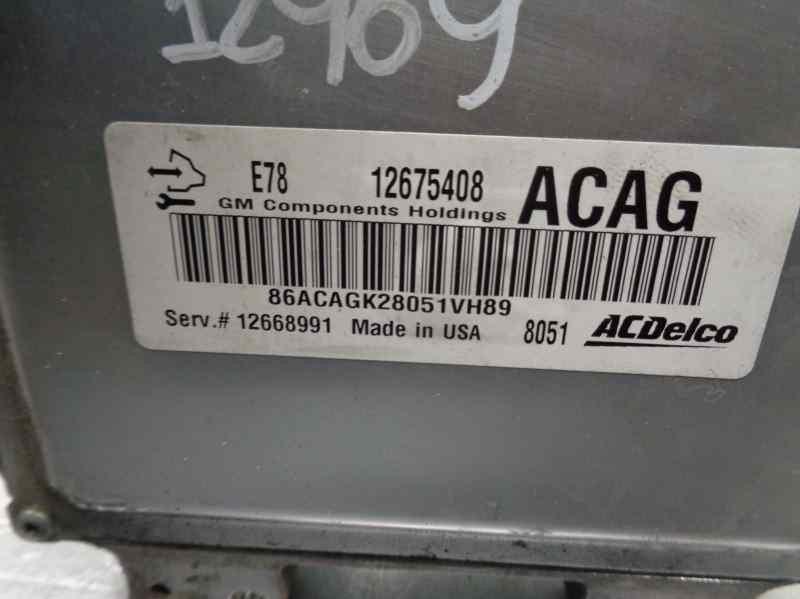 12969
E78 12675408 ACAG
GM Components Holdings
86ACAGK28051VH89
Serv.# 12668991 Made in USA 8051 ACDelco